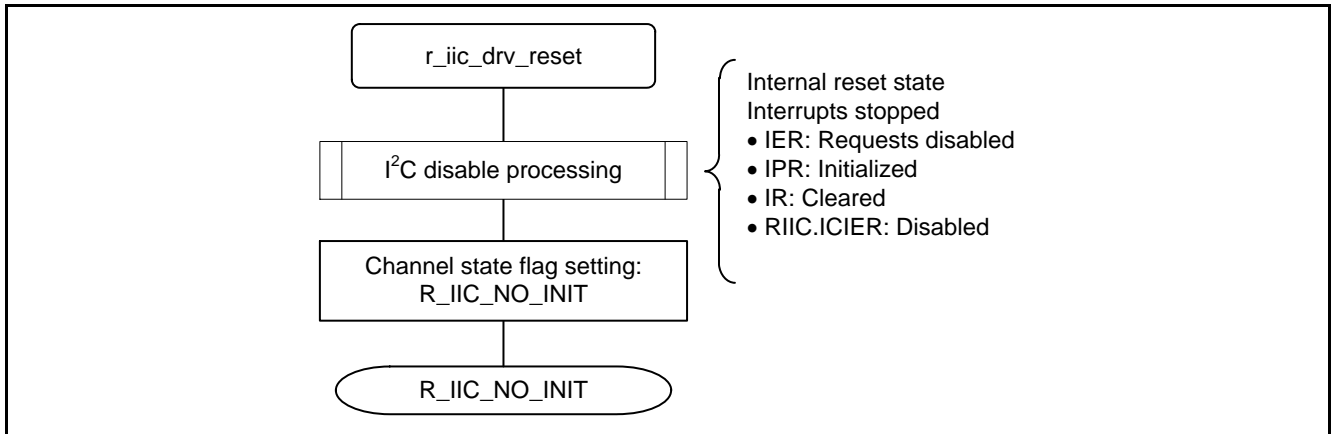 r_iic_drv_reset
I²C disable processing
Channel state flag setting:
R_IIC_NO_INIT
R_IIC_NO_INIT
Internal reset state
Interrupts stopped
• IER: Requests disabled
• IPR: Initialized
• IR: Cleared
• RIIC.ICIER: Disabled